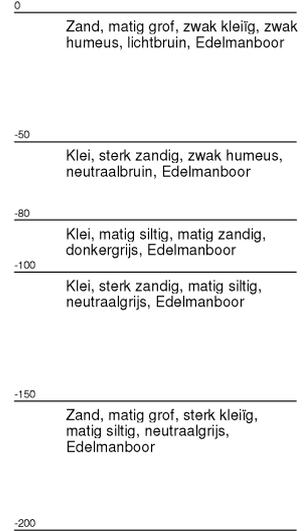 0
Zand, matig grof, zwak kleiïg, zwak
humeus, lichtbruin, Edelmanboor
-50
Klei, sterk zandig, zwak humeus,
neutraalbruin, Edelmanboor
-80
Klei, matig siltig, matig zandig,
donkergrijs, Edelmanboor
-100
Klei, sterk zandig, matig siltig,
neutraalgrijs, Edelmanboor
-150
Zand, matig grof, sterk kleiïg,
matig siltig, neutraalgrijs,
Edelmanboor
-200